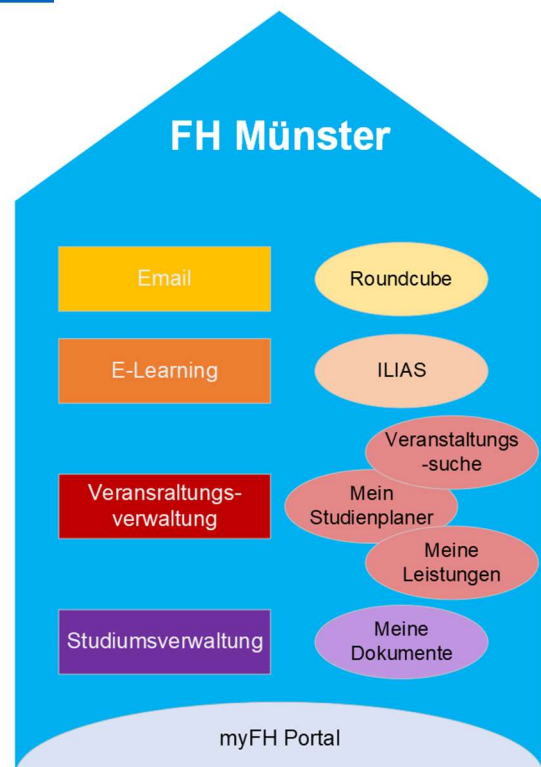 FH Münster
Email
Roundcube
E-Learning
ILIAS
Veranstaltungs
-suche
Veransraltungs-
verwaltung
Mein
Studienplaner
Meine
Leistungen
Studiumsverwaltung
Meine
Dokumente
myFH Portal